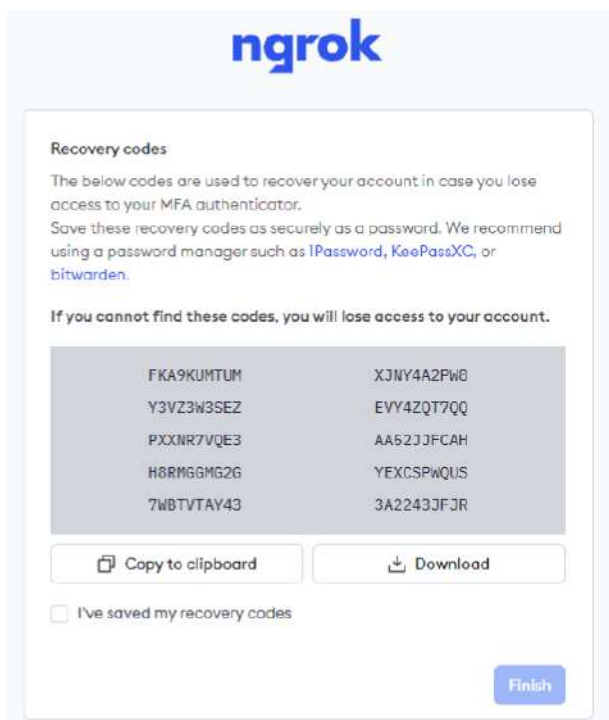 ngrok
Recovery codes
The below codes are used to recover your account in case you lose
access to your MFA authenticator.
Save these recovery codes as securely as a password. We recommend
using a password manager such as 1Password, KeePassXC, or
bitwarden.
If you cannot find these codes, you will lose access to your account.
FKA9KUMTUM XJNY4A2PW8
Y3VZ3W3SEZ EVY4ZQT7QQ
PXXNR7VQE3 AA52JJFCAH
H8RMGGMG2G YEXCSPWQUS
7WBTVTAY43 3A2243JFJR
Copy to clipboard Download
I've saved my recovery codes
Finish